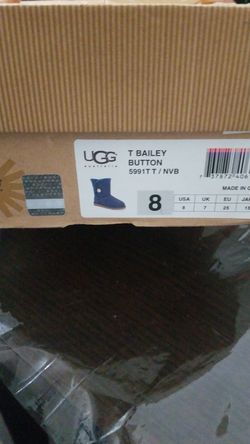 UGG
australia
T BAILEY
BUTTON
5991T T / NVB
8
USA UK EU
8 7 25
MADE IN